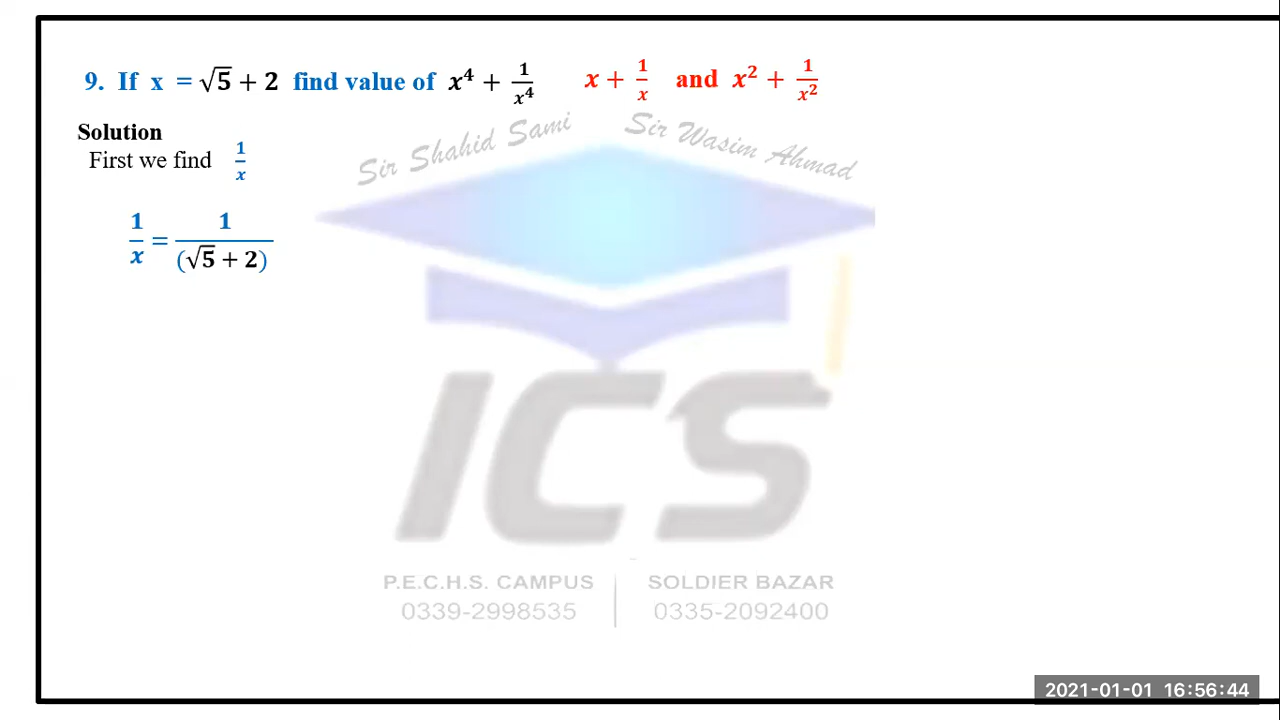 9. If x = √5 + 2 find value of x⁴ + 1/x⁴ x + 1/x and x² + 1/x²
Solution
First we find 1/x
1/x = 1/(√5 + 2)
Sir Shahid Sami Sir Wasim Ahmad
ICS
P.E.C.H.S. CAMPUS SOLDIER BAZAR
0339-2998535 0335-2092400
2021-01-01 16:56:44